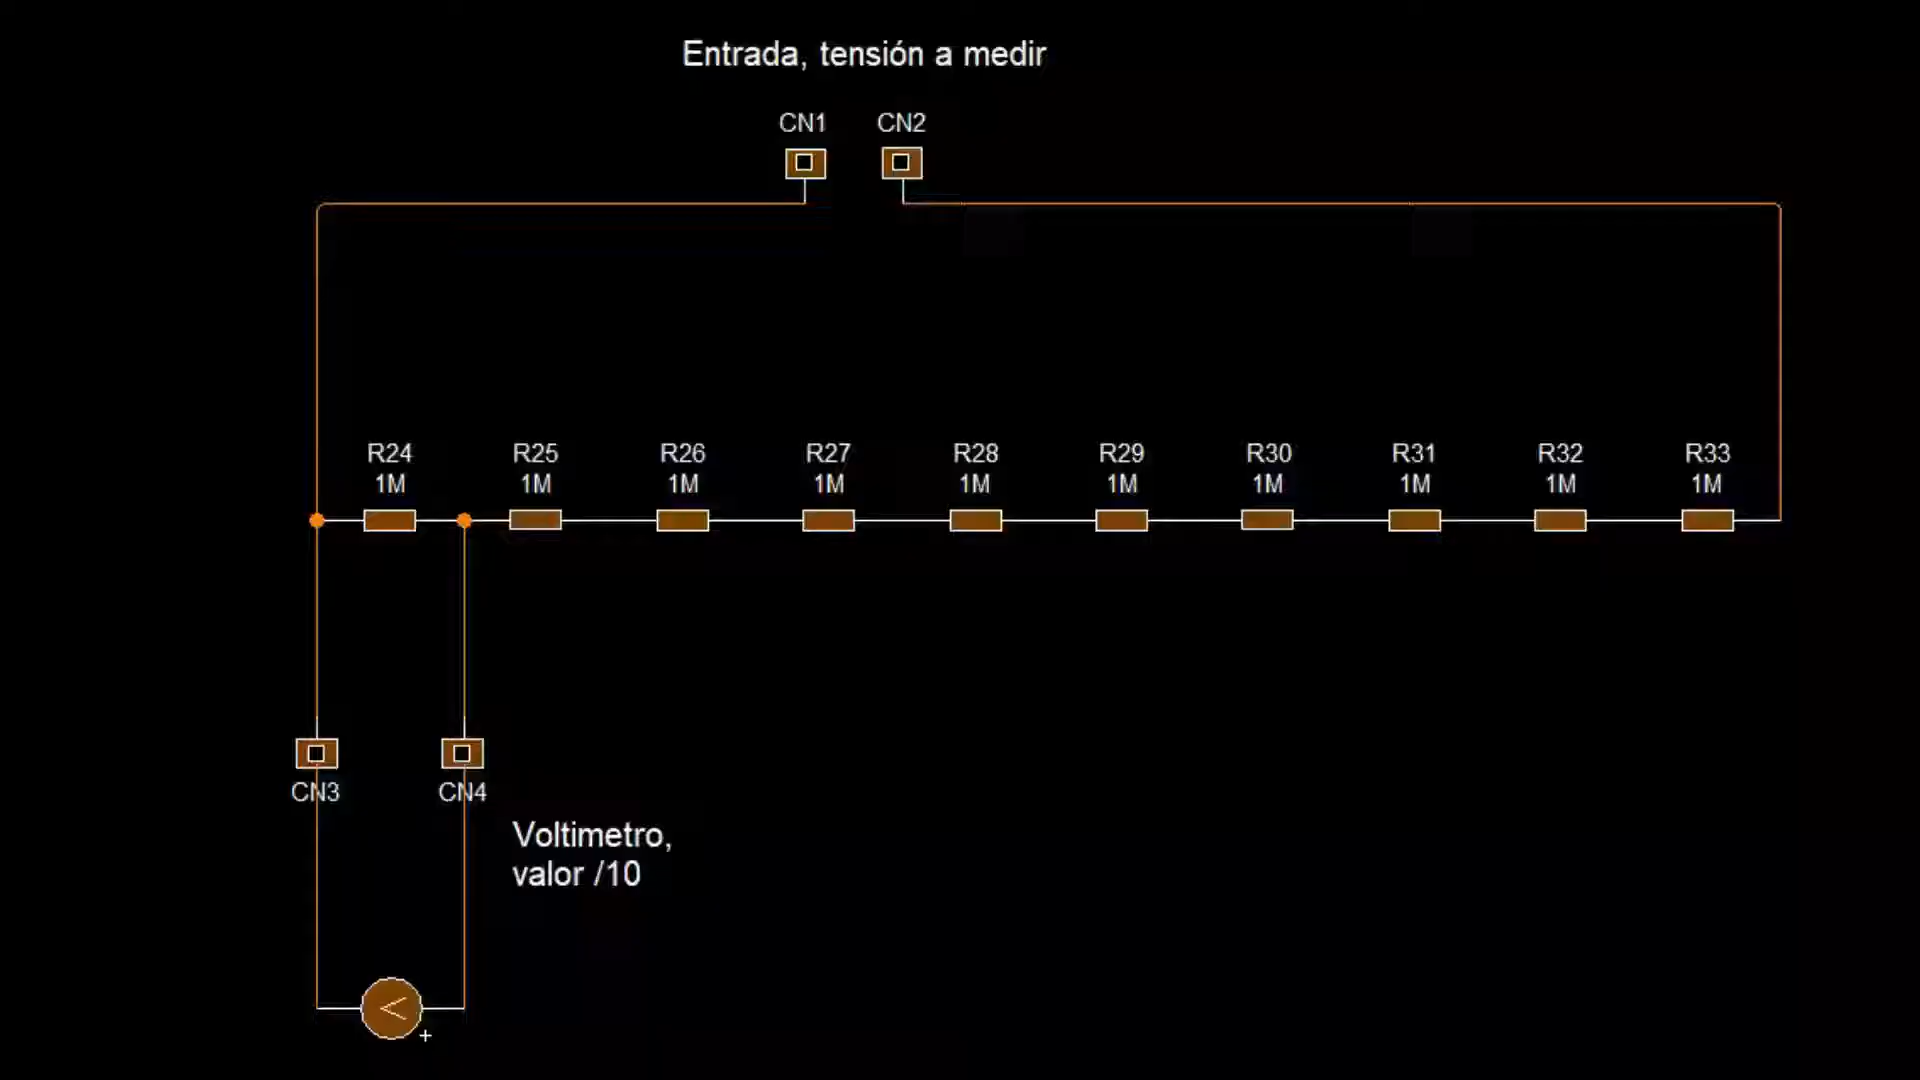 Entrada, tensión a medir
CN1 CN2
R24 R25 R26 R27 R28 R29 R30 R31 R32 R33
1M 1M 1M 1M 1M 1M 1M 1M 1M 1M
CN3 CN4
Voltimetro,
valor /10
+